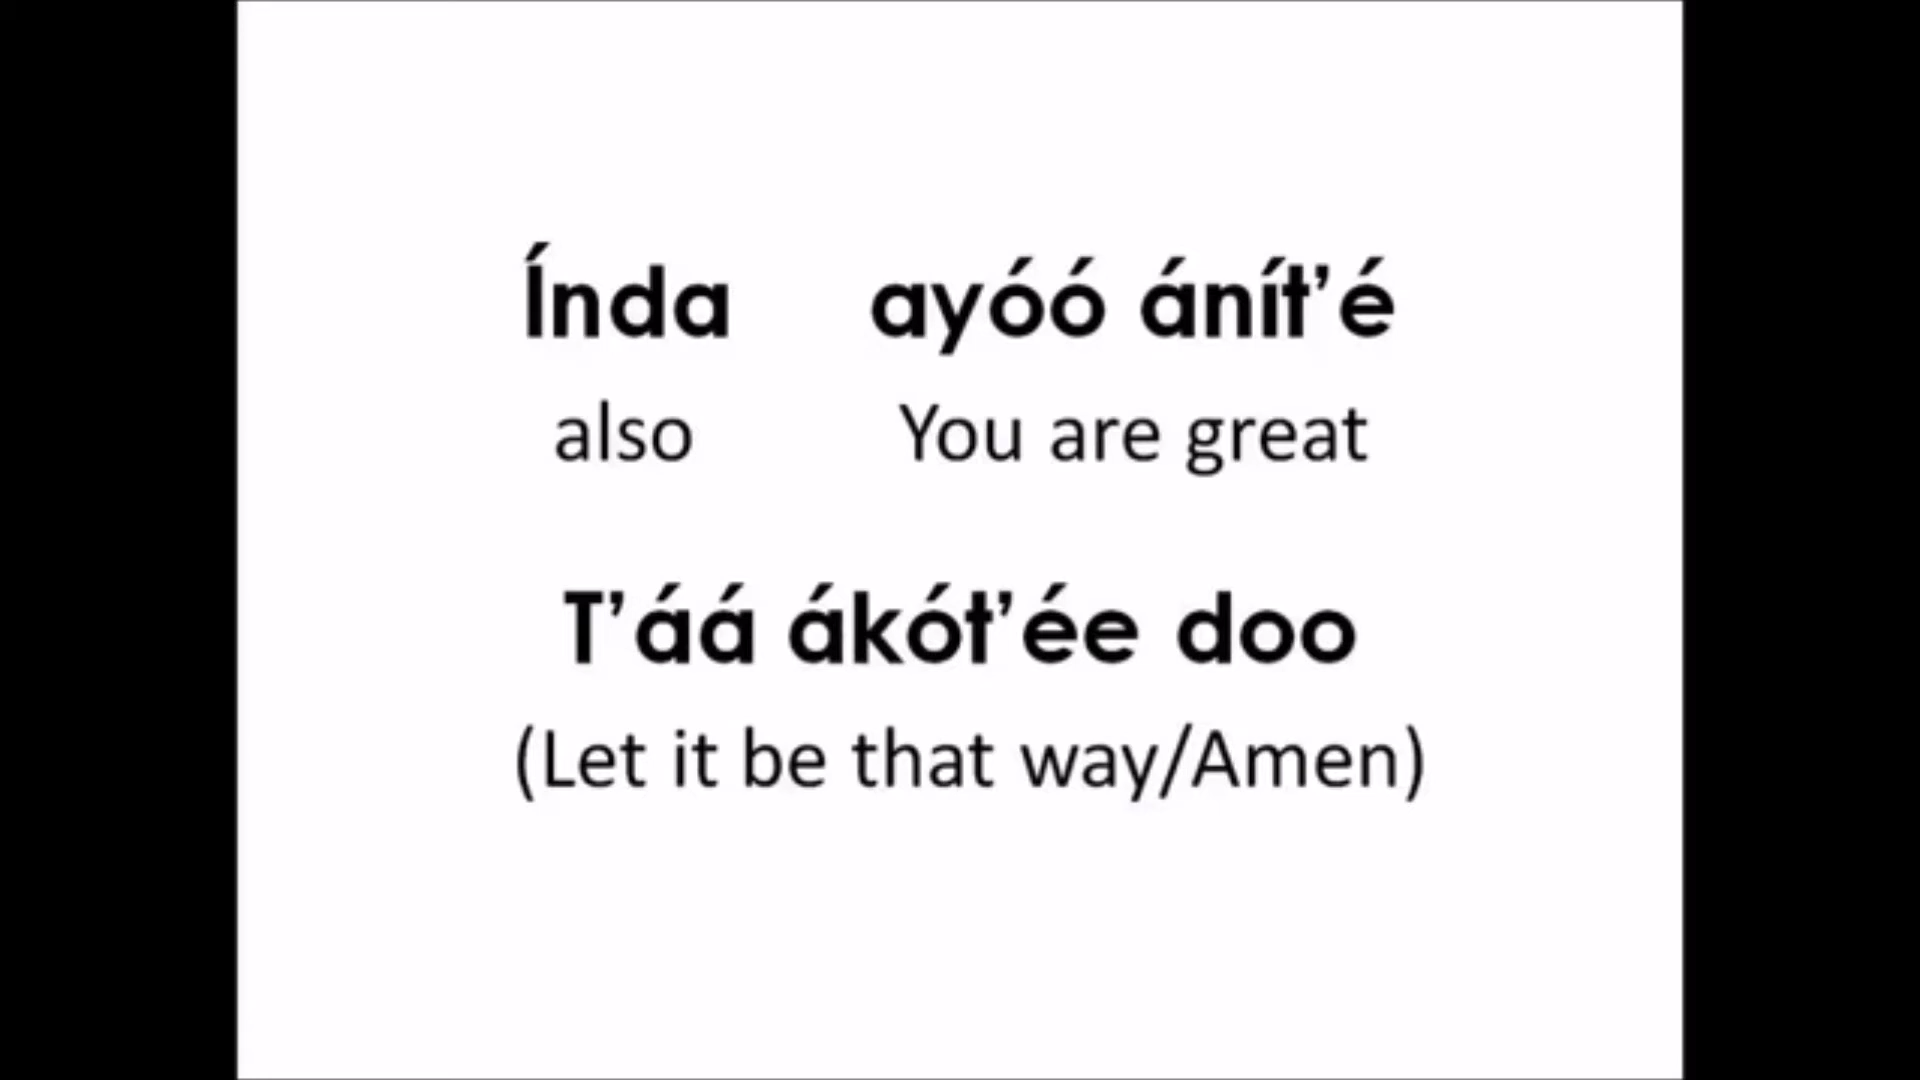 Índa ayóó ánít’é
also You are great
T’áá ákót’ée doo
(Let it be that way/Amen)